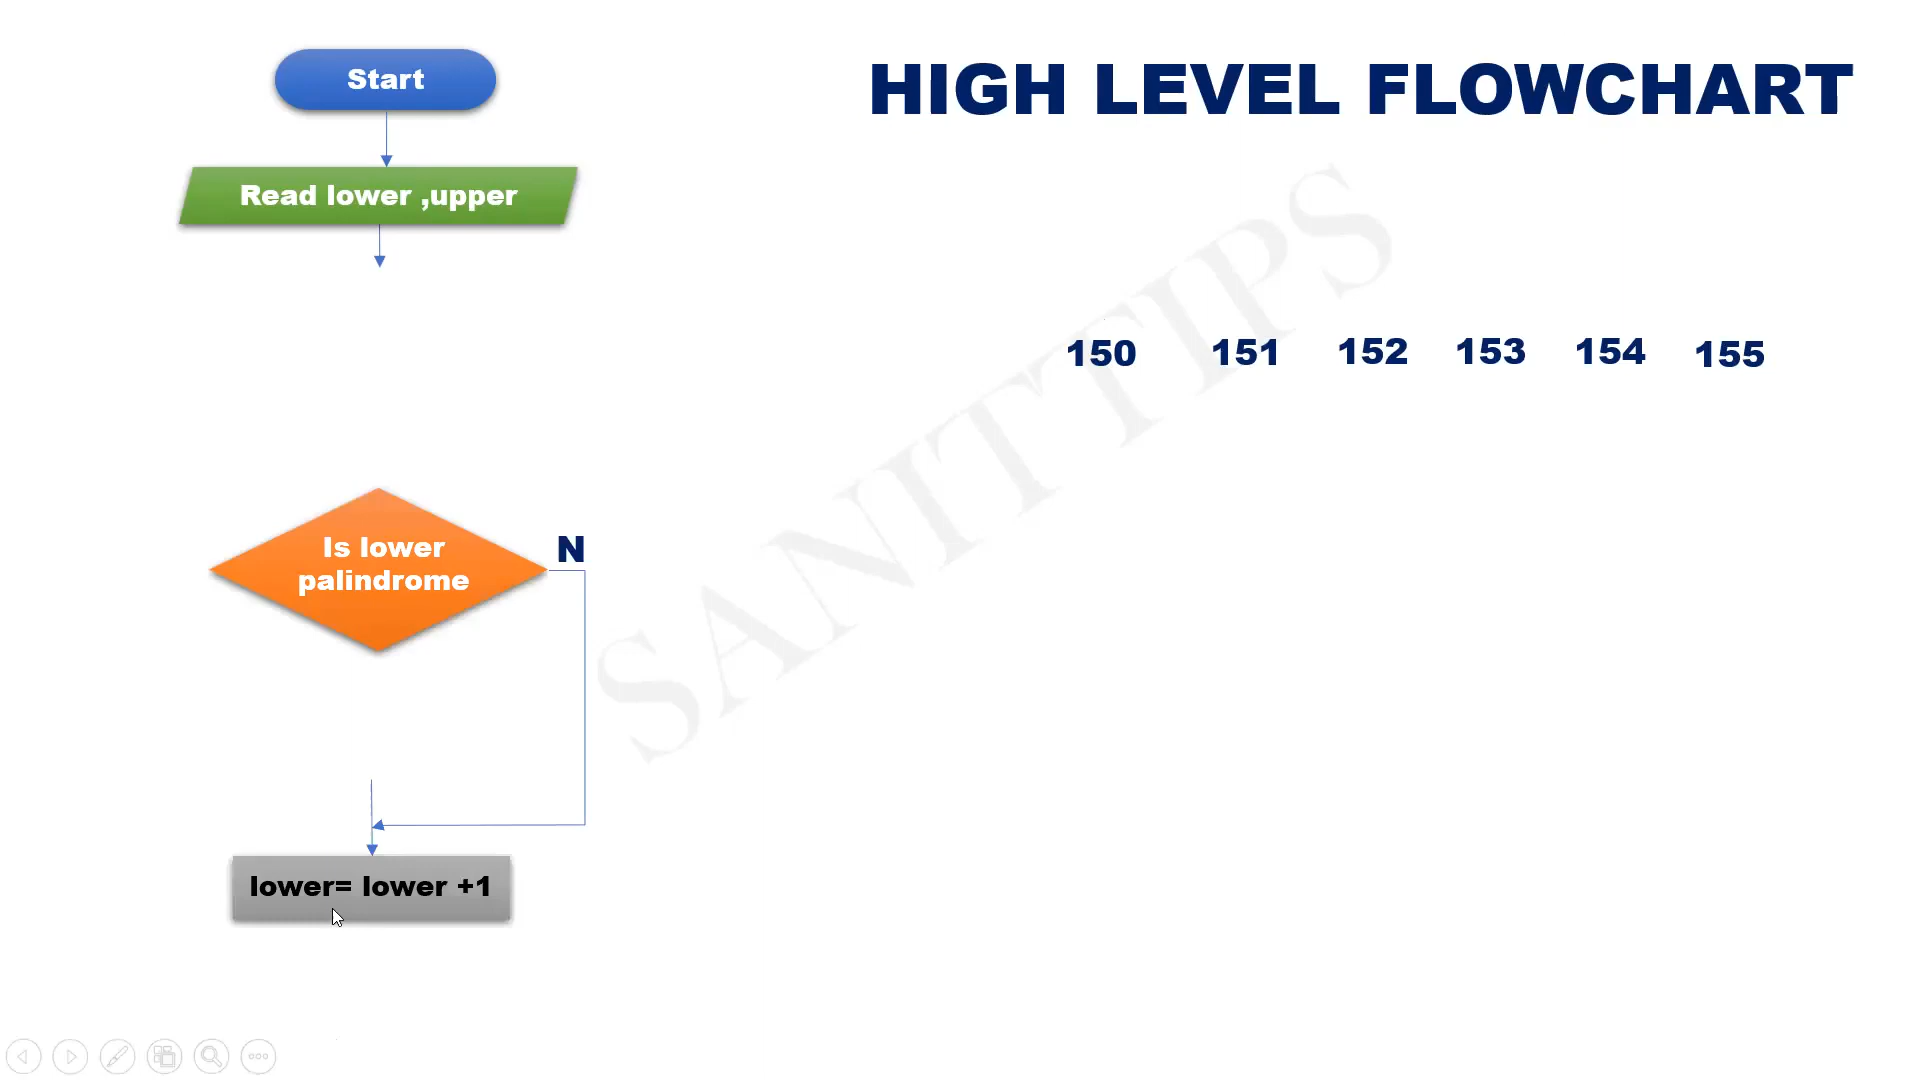 Start
HIGH LEVEL FLOWCHART
Read lower ,upper
150 151 152 153 154 155
Is lower
palindrome
N
lower= lower +1
SANITTIPS